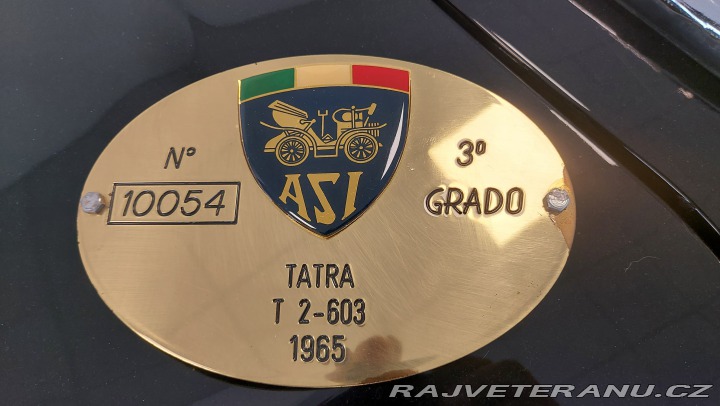 ASI
N° 10054
3° GRADO
TATRA
T 2-603
1965
RAJVETERANU.CZ